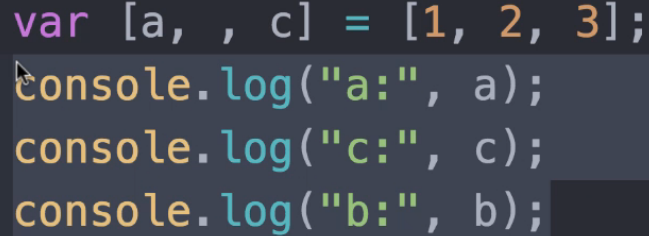 var [a, , c] = [1, 2, 3];
console.log("a:", a);
console.log("c:", c);
console.log("b:", b);